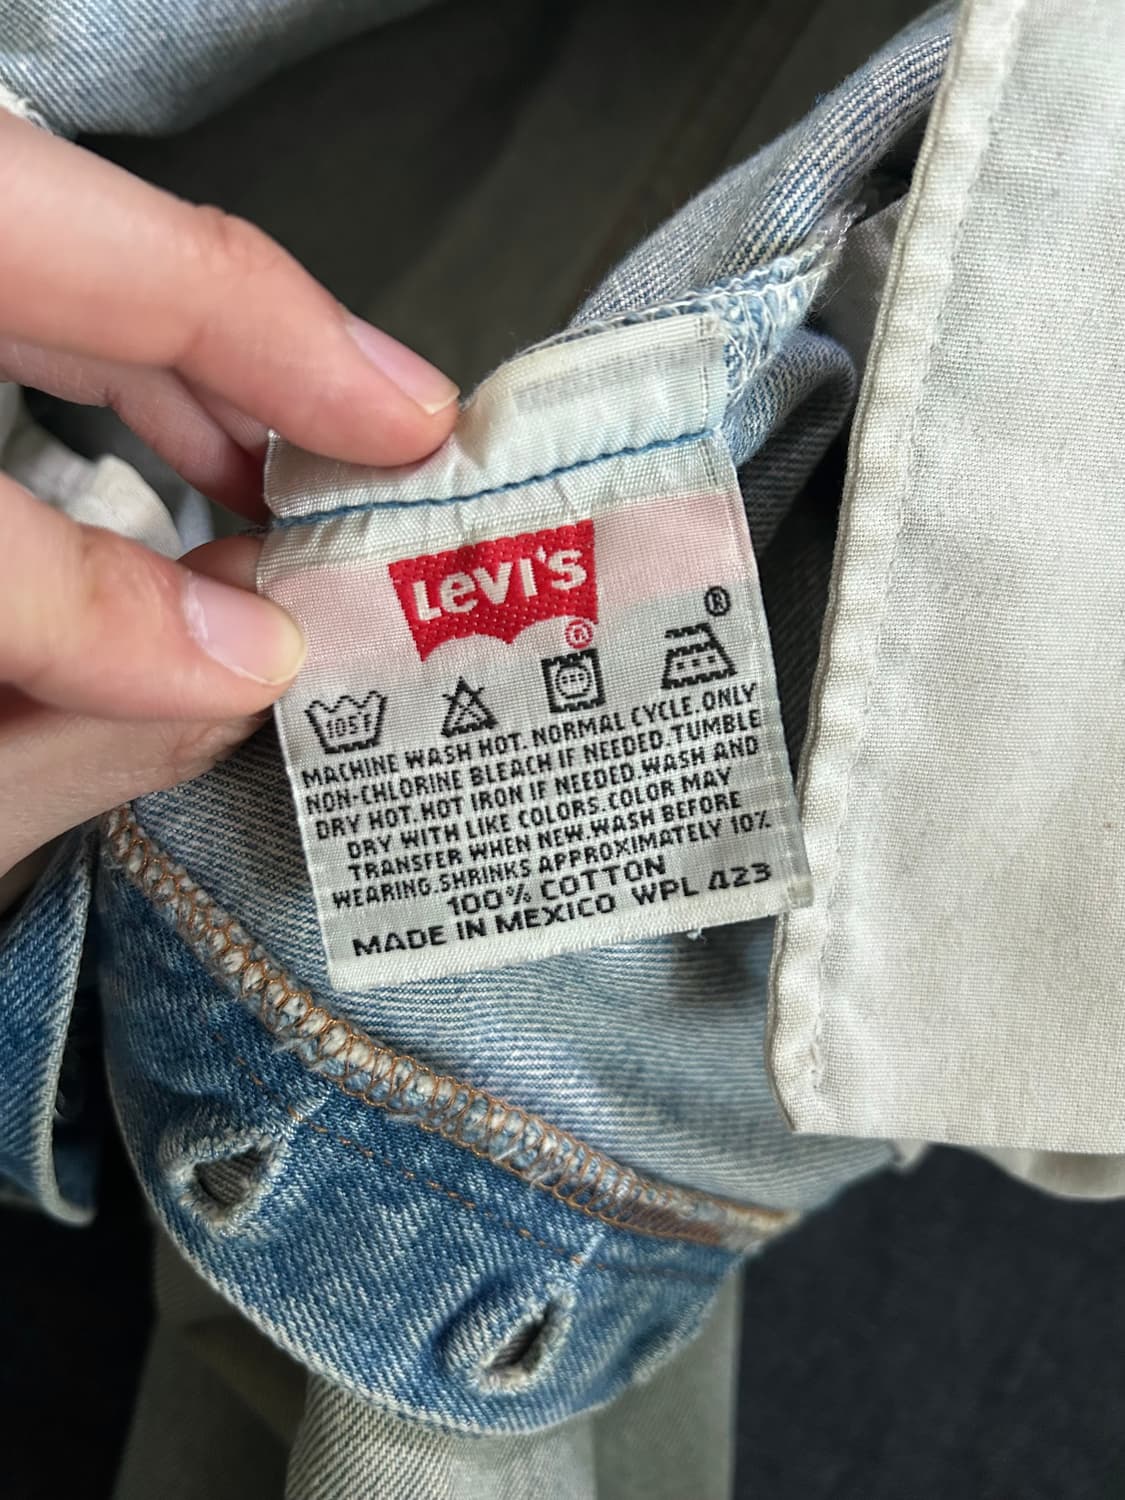 Levi's
®
®
105F
MACHINE WASH HOT. NORMAL CYCLE. ONLY
NON-CHLORINE BLEACH IF NEEDED. TUMBLE
DRY HOT. HOT IRON IF NEEDED. WASH AND
DRY WITH LIKE COLORS. COLOR MAY
TRANSFER WHEN NEW. WASH BEFORE
WEARING. SHRINKS APPROXIMATELY 10%
100% COTTON
MADE IN MEXICO WPL 423